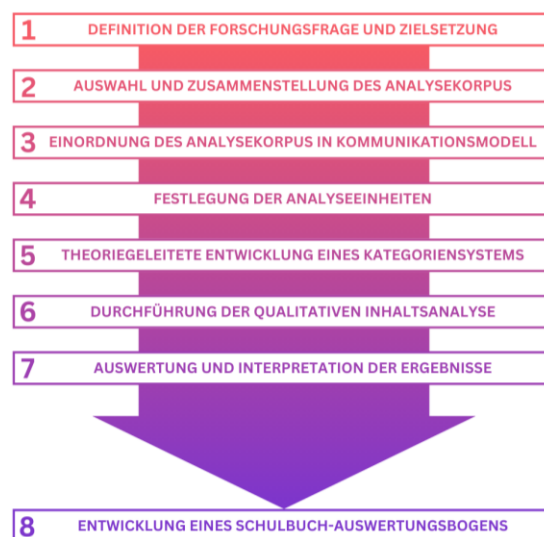 1 DEFINITION DER FORSCHUNGSFRAGE UND ZIELSETZUNG
2 AUSWAHL UND ZUSAMMENSTELLUNG DES ANALYSEKORPUS
3 EINORDNUNG DES ANALYSEKORPUS IN KOMMUNIKATIONSMODELL
4 FESTLEGUNG DER ANALYSEEINHEITEN
5 THEORIEGELEITETE ENTWICKLUNG EINES KATEGORIENSYSTEMS
6 DURCHFÜHRUNG DER QUALITATIVEN INHALTSANALYSE
7 AUSWERTUNG UND INTERPRETATION DER ERGEBNISSE
8 ENTWICKLUNG EINES SCHULBUCH-AUSWERTUNGSBOGENS